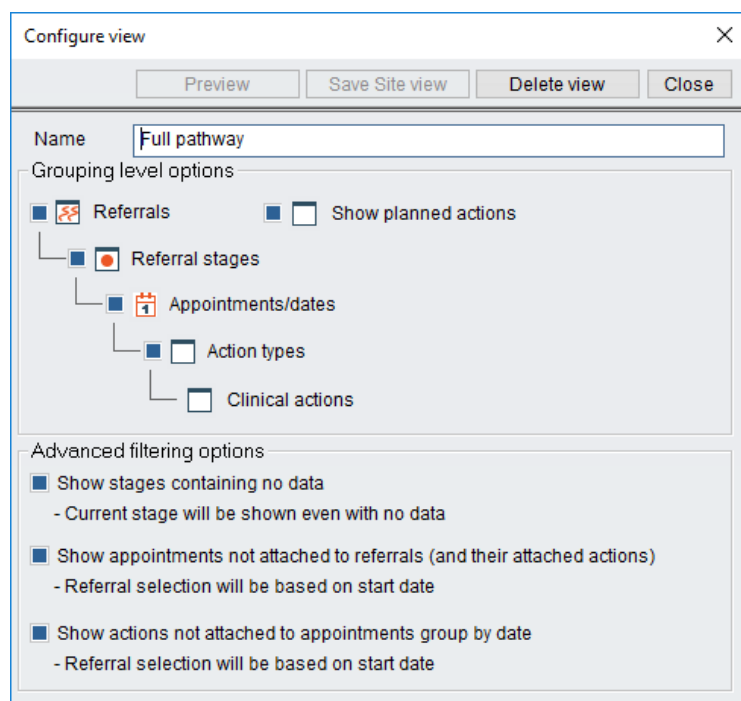 Configure view
Preview Save Site view Delete view Close
Name Full pathway
Grouping level options
Referrals Show planned actions
Referral stages
1 Appointments/dates
Action types
Clinical actions
Advanced filtering options
Show stages containing no data
- Current stage will be shown even with no data
Show appointments not attached to referrals (and their attached actions)
- Referral selection will be based on start date
Show actions not attached to appointments group by date
- Referral selection will be based on start date